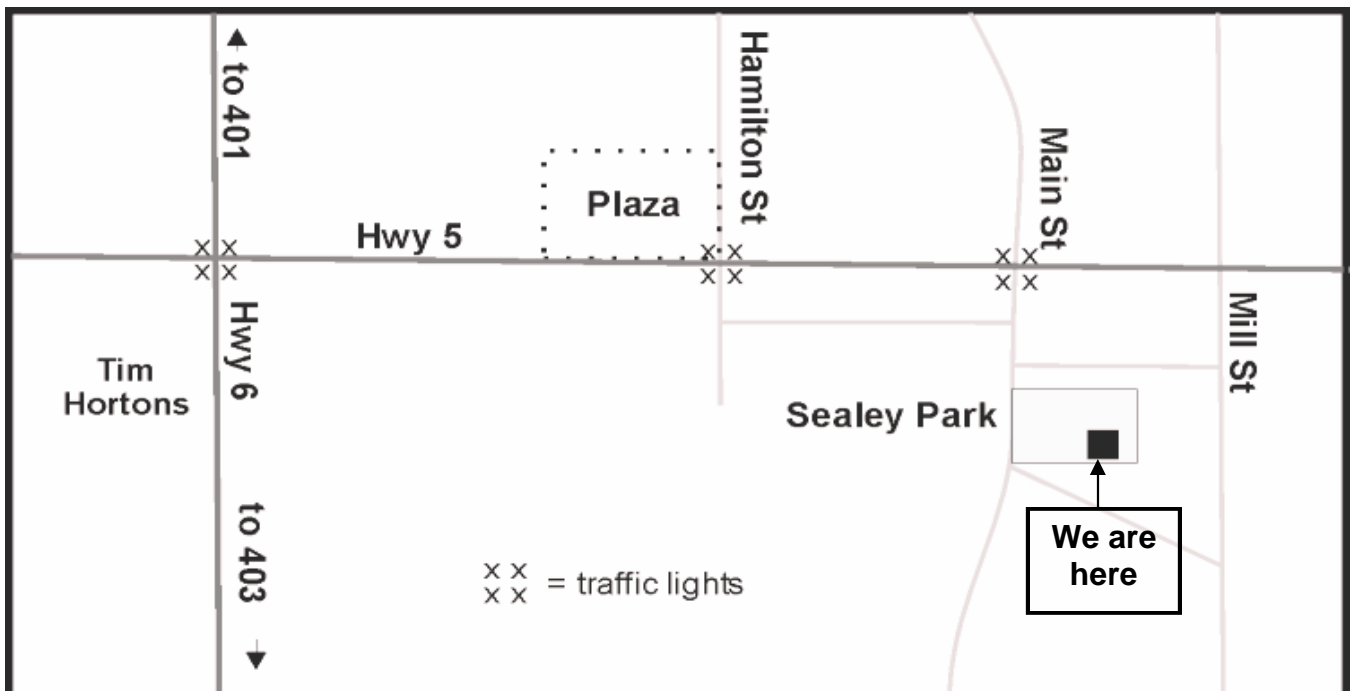 to 401
Hamilton St
Main St
Plaza
Hwy 5
x x
x x
x x
x x
x x
x x
Hwy 6
Mill St
Tim
Hortons
Sealey Park
to 403
We are
here
x x
x x = traffic lights